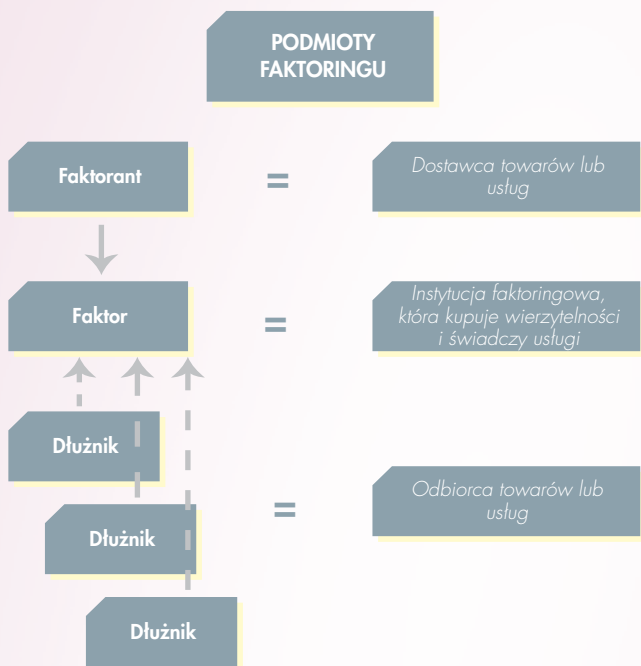 PODMIOTY
FAKTORINGU
Faktorant
=
Dostawca towarów lub
usług
Faktor
=
Instytucja faktoringowa,
która kupuje wierzytelności
i świadczy usługi
Dłużnik
Dłużnik
Dłużnik
=
Odbiorca towarów lub
usług